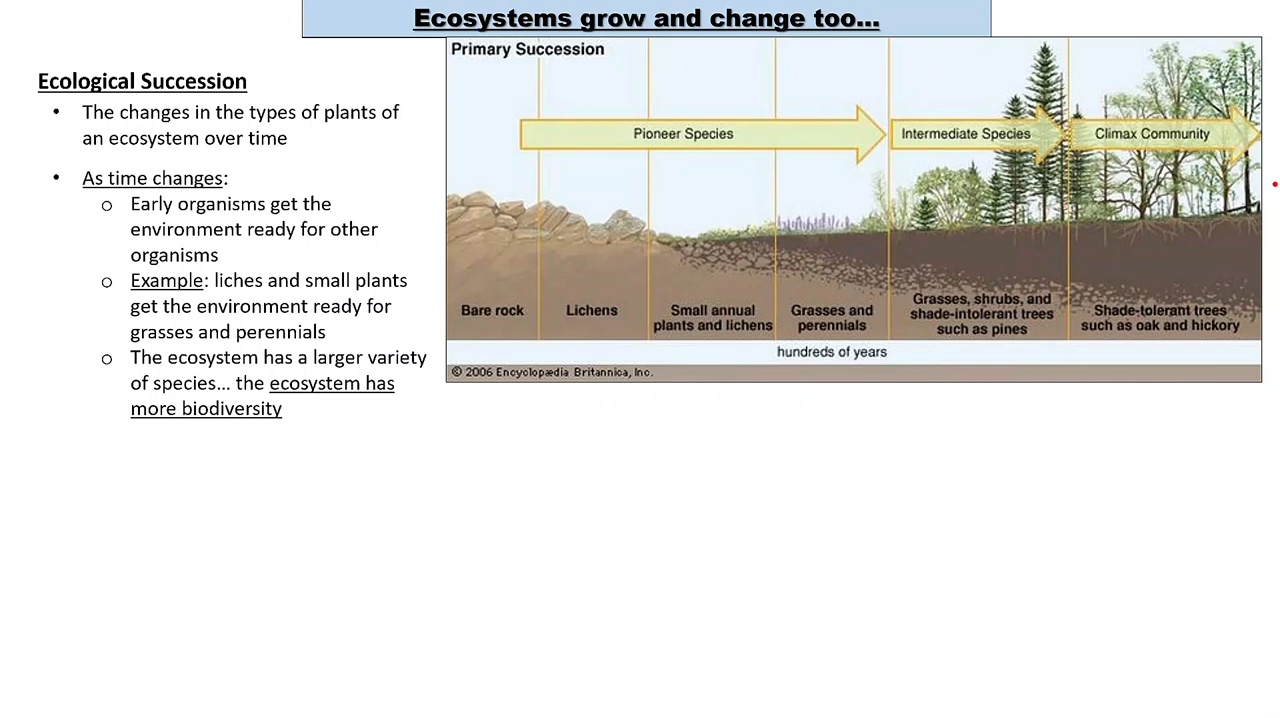 Ecosystems grow and change too...
Ecological Succession
• The changes in the types of plants of
an ecosystem over time
• As time changes:
o Early organisms get the
environment ready for other
organisms
o Example: liches and small plants
get the environment ready for
grasses and perennials
o The ecosystem has a larger variety
of species... the ecosystem has
more biodiversity
Primary Succession
Pioneer Species
Intermediate Species
Climax Community
Bare rock
Lichens
Small annual
plants and lichens
Grasses and
perennials
Grasses, shrubs, and
shade-intolerant trees
such as pines
Shade-tolerant trees
such as oak and hickory
hundreds of years
© 2006 Encyclopædia Britannica, Inc.